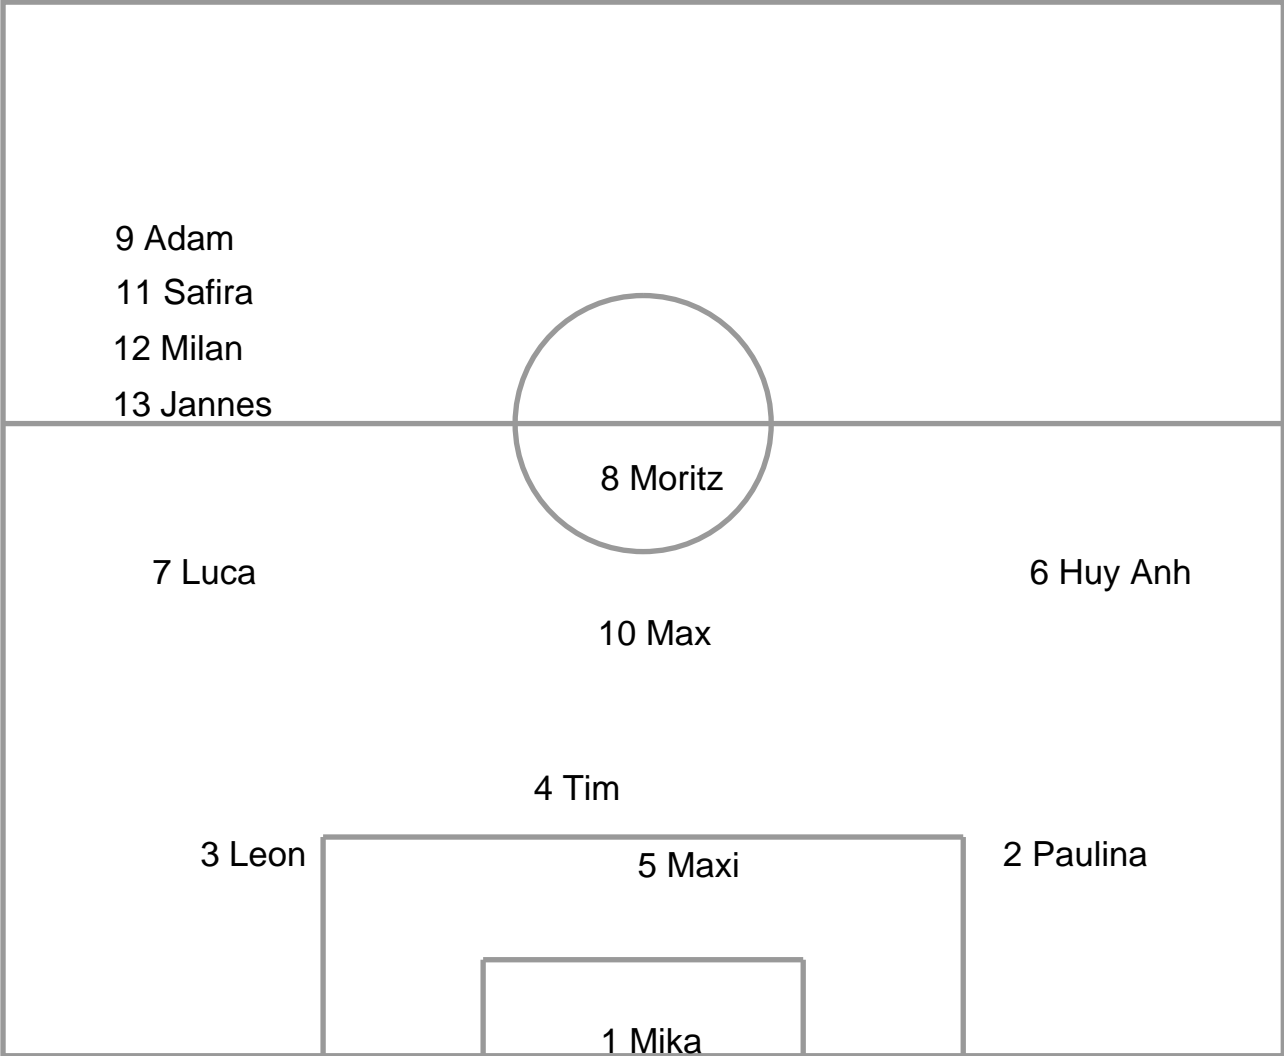 9 Adam
11 Safira
12 Milan
13 Jannes
8 Moritz
7 Luca
6 Huy Anh
10 Max
4 Tim
3 Leon
5 Maxi
2 Paulina
1 Mika